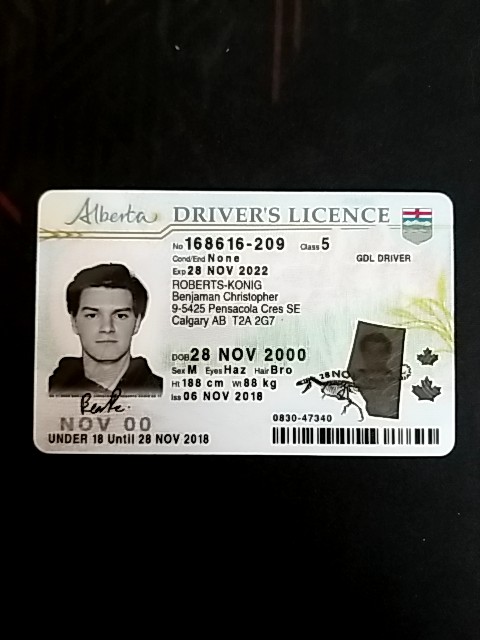 Alberta DRIVER'S LICENCE
No 168616-209 Class 5
Cond/End None GDL DRIVER
Exp 28 NOV 2022
ROBERTS-KONIG
Benjaman Christopher
9-5425 Pensacola Cres SE
Calgary AB T2A 2G7
DOB 28 NOV 2000
Sex M Eyes Haz Hair Bro
Ht 188 cm Wt 88 kg
Iss 06 NOV 2018
NOV 00
UNDER 18 Until 28 NOV 2018
0830-47340